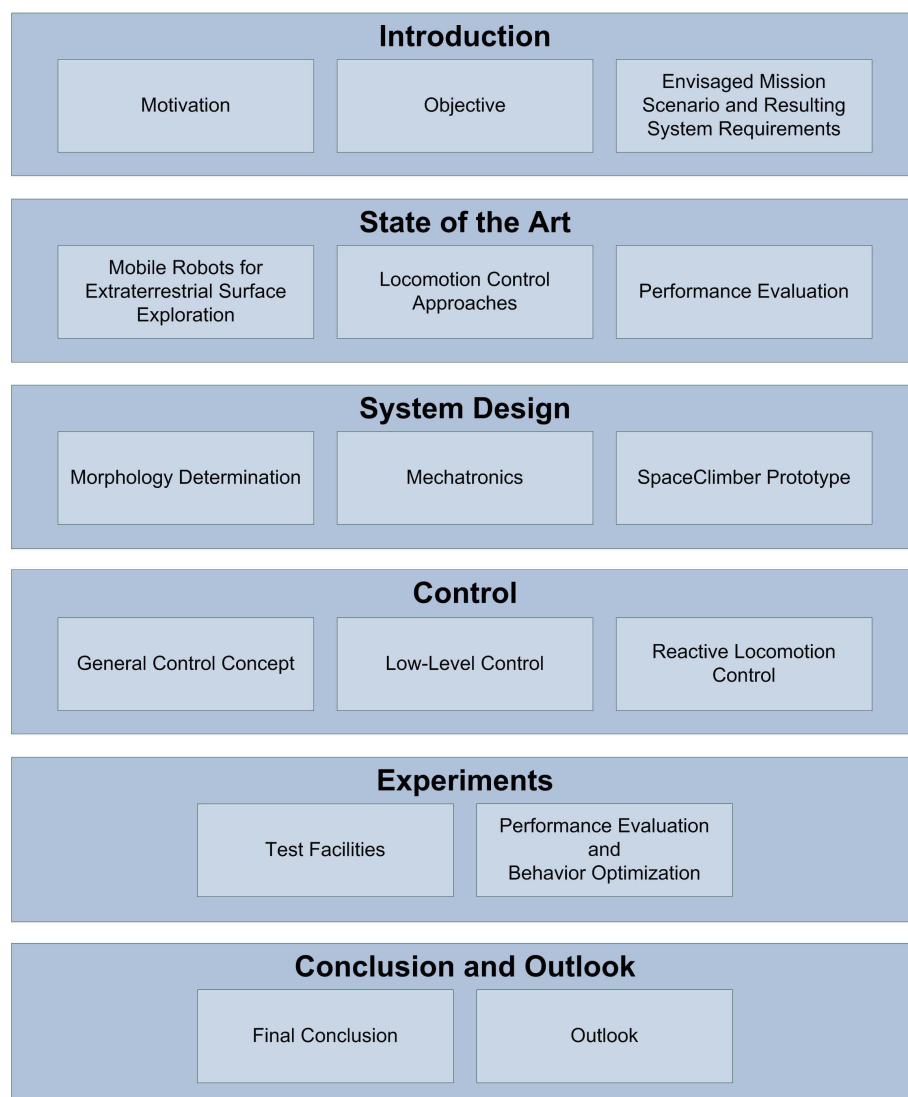 Introduction
Motivation
Objective
Envisaged Mission
Scenario and Resulting
System Requirements
State of the Art
Mobile Robots for
Extraterrestrial Surface
Exploration
Locomotion Control
Approaches
Performance Evaluation
System Design
Morphology Determination
Mechatronics
SpaceClimber Prototype
Control
General Control Concept
Low-Level Control
Reactive Locomotion
Control
Experiments
Test Facilities
Performance Evaluation
and
Behavior Optimization
Conclusion and Outlook
Final Conclusion
Outlook